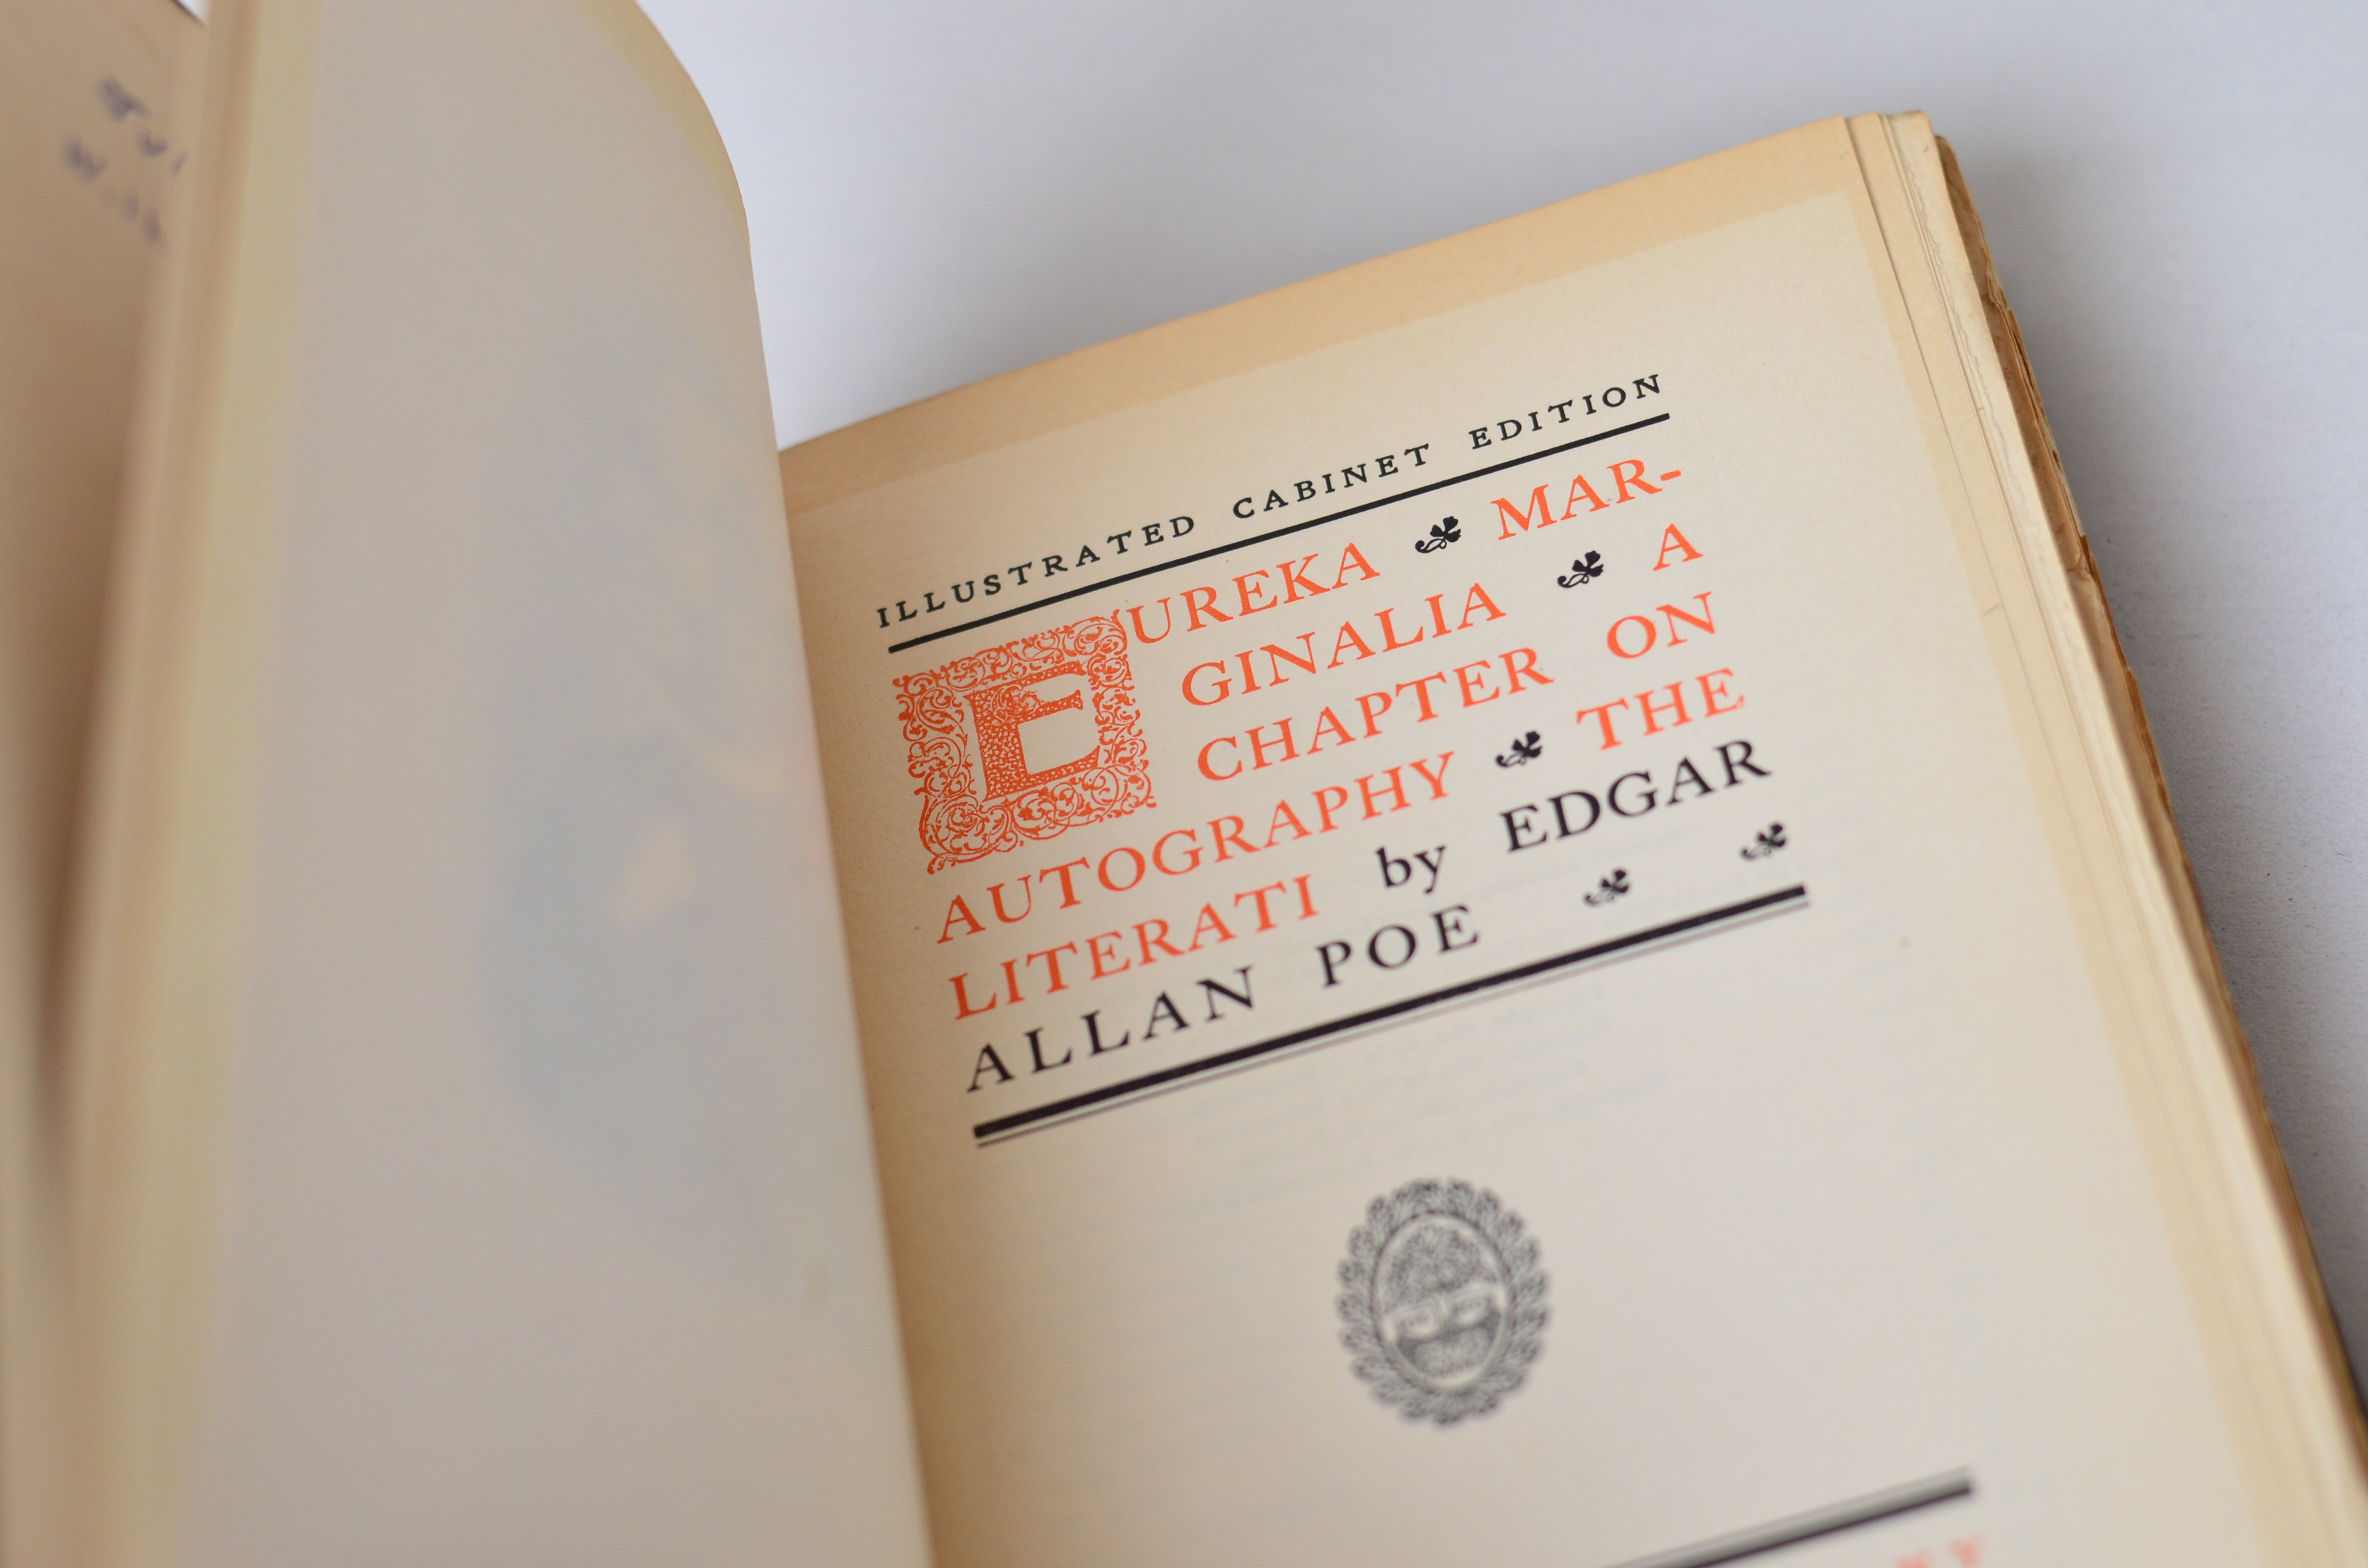 ILLUSTRATED CABINET EDITION
EUREKA MAR-
GINALIA A
CHAPTER ON
AUTOGRAPHY THE
LITERATI by EDGAR
ALLAN POE